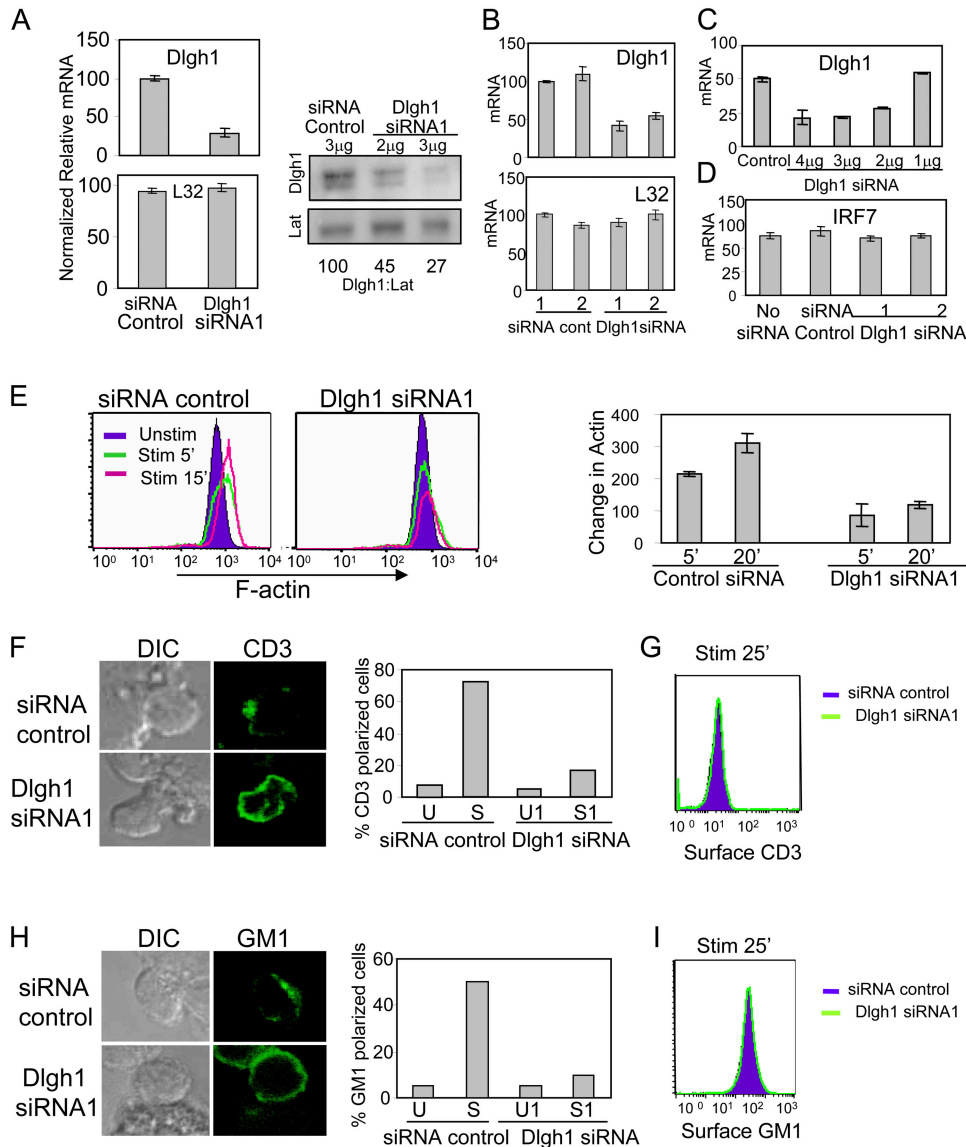 A
Normalized Relative mRNA
150
100
50
0
Dlgh1
150
100
50
0
L32
siRNA Control
Dlgh1 siRNA1
siRNA Control
Dlgh1 siRNA1
3µg 2µg 3µg
Dlgh1
Lat
100 45 27
Dlgh1:Lat
B
mRNA
150
100
50
0
Dlgh1
mRNA
150
100
50
0
L32
1 2 1 2
siRNA cont Dlgh1siRNA
C
mRNA
100
50
25
0
Dlgh1
Control 4µg 3µg 2µg 1µg
Dlgh1 siRNA
D
mRNA
150
100
50
25
0
IRF7
No siRNA
siRNA Control
1 2
Dlgh1 siRNA
E
siRNA control
Dlgh1 siRNA1
Unstim
Stim 5'
Stim 15'
10⁰ 10¹ 10² 10³ 10⁴
10⁰ 10¹ 10² 10³ 10⁴
F-actin
Change in Actin
400
300
200
100
0
5' 20' 5' 20'
Control siRNA Dlgh1 siRNA1
F
DIC CD3
siRNA control
Dlgh1 siRNA1
% CD3 polarized cells
80
60
40
20
0
U S U1 S1
siRNA control Dlgh1 siRNA
G
Stim 25'
siRNA control
Dlgh1 siRNA1
10⁰ 10¹ 10² 10³
Surface CD3
H
DIC GM1
siRNA control
Dlgh1 siRNA1
% GM1 polarized cells
60
40
20
0
U S U1 S1
siRNA control Dlgh1 siRNA
I
Stim 25'
siRNA control
Dlgh1 siRNA1
10⁰ 10¹ 10² 10³
Surface GM1